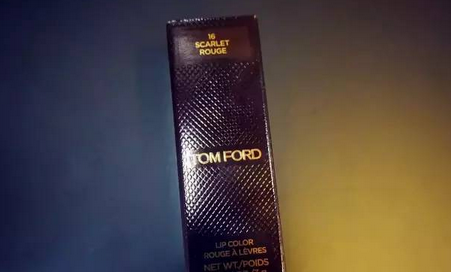 16
SCARLET
ROUGE
TOM FORD
LIP COLOR
ROUGE À LÈVRES
NET WT./POIDS